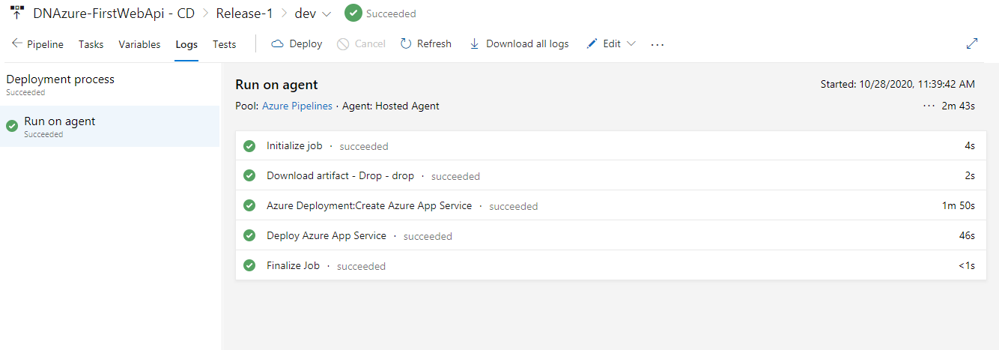 DNAzure-FirstWebApi - CD Release-1 dev Succeeded
Pipeline Tasks Variables Logs Tests Deploy Cancel Refresh Download all logs Edit ...
Deployment process
Succeeded
Run on agent
Succeeded
Run on agent Started: 10/28/2020, 11:39:42 AM
Pool: Azure Pipelines · Agent: Hosted Agent ··· 2m 43s
Initialize job · succeeded 4s
Download artifact - Drop - drop · succeeded 2s
Azure Deployment:Create Azure App Service · succeeded 1m 50s
Deploy Azure App Service · succeeded 46s
Finalize Job · succeeded <1s